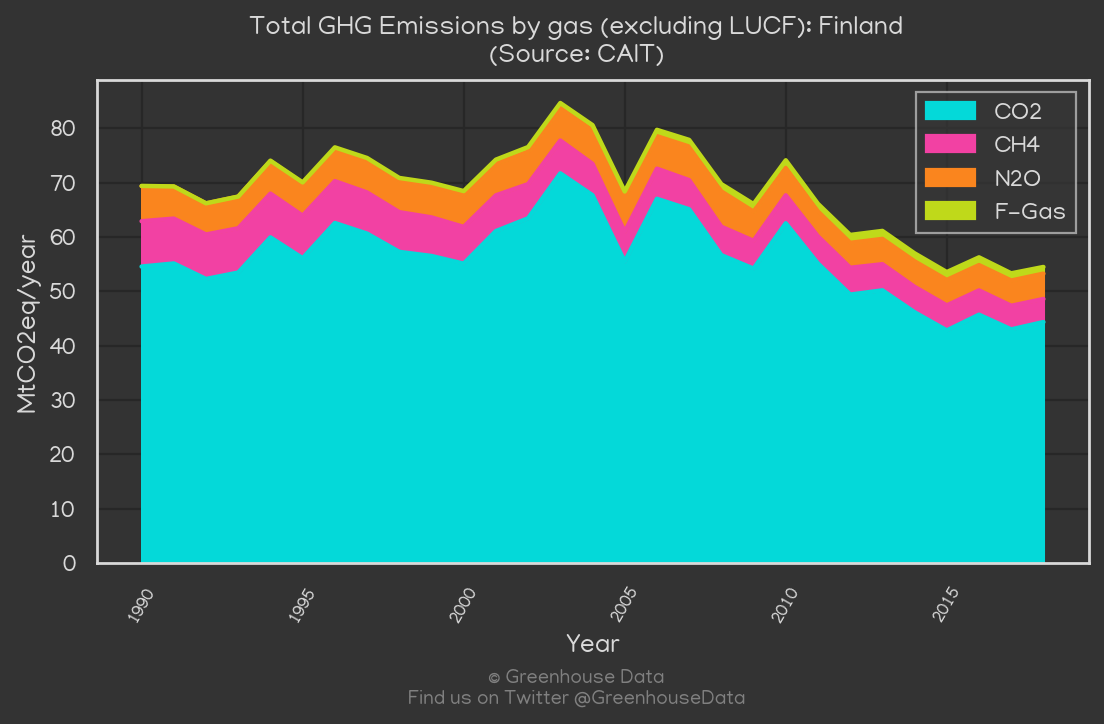 Total GHG Emissions by gas (excluding LUCF): Finland
(Source: CAIT)
CO2
CH4
N2O
F-Gas
MtCO2eq/year
80
70
60
50
40
30
20
10
0
1990
1995
2000
2005
2010
2015
Year
© Greenhouse Data
Find us on Twitter @GreenhouseData